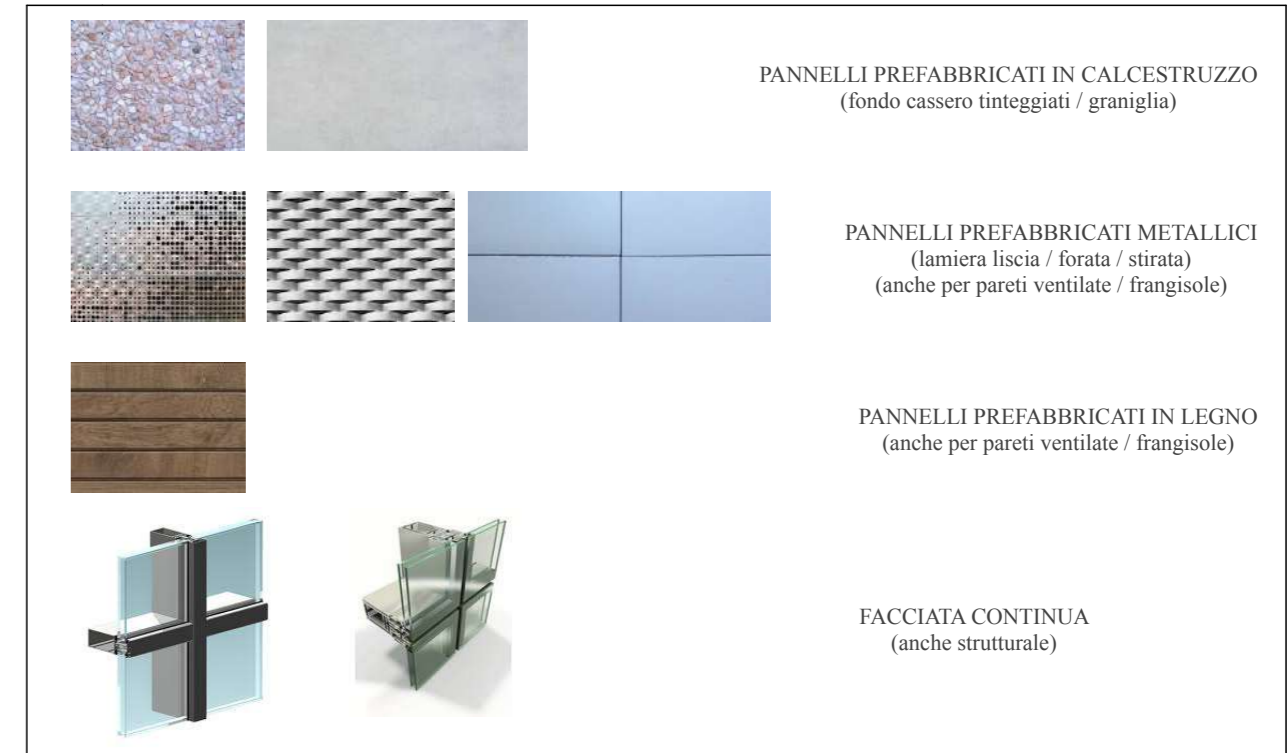 PANNELLI PREFABBRICATI IN CALCESTRUZZO
(fondo cassero tinteggiati / graniglia)
PANNELLI PREFABBRICATI METALLICI
(lamiera liscia / forata / stirata)
(anche per pareti ventilate / frangisole)
PANNELLI PREFABBRICATI IN LEGNO
(anche per pareti ventilate / frangisole)
FACCIATA CONTINUA
(anche strutturale)